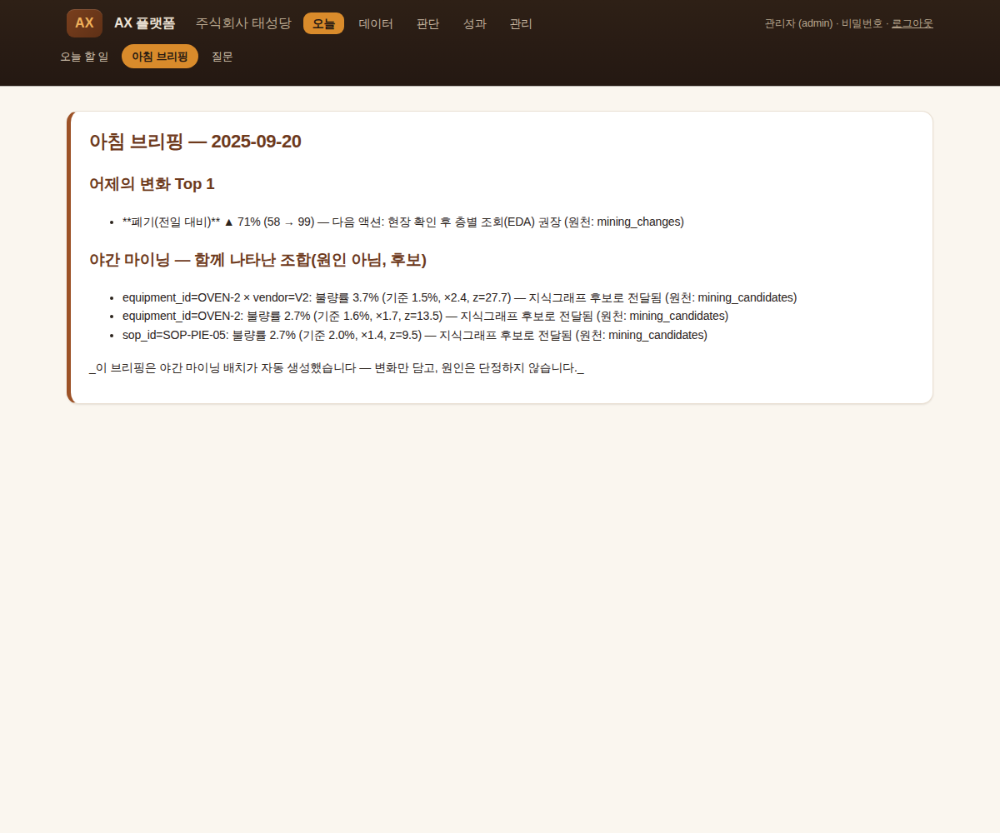 AX AX 플랫폼 주식회사 태성당 오늘 데이터 판단 성과 관리 관리자 (admin) · 비밀번호 · 로그아웃
오늘 할 일 아침 브리핑 질문
아침 브리핑 — 2025-09-20
어제의 변화 Top 1
• **폐기(전일 대비)** ▲ 71% (58 → 99) — 다음 액션: 현장 확인 후 층별 조회(EDA) 권장 (원천: mining_changes)
야간 마이닝 — 함께 나타난 조합(원인 아님, 후보)
• equipment_id=OVEN-2 × vendor=V2: 불량률 3.7% (기준 1.5%, ×2.4, z=27.7) — 지식그래프 후보로 전달됨 (원천: mining_candidates)
• equipment_id=OVEN-2: 불량률 2.7% (기준 1.6%, ×1.7, z=13.5) — 지식그래프 후보로 전달됨 (원천: mining_candidates)
• sop_id=SOP-PIE-05: 불량률 2.7% (기준 2.0%, ×1.4, z=9.5) — 지식그래프 후보로 전달됨 (원천: mining_candidates)
_이 브리핑은 야간 마이닝 배치가 자동 생성했습니다 — 변화만 담고, 원인은 단정하지 않습니다._